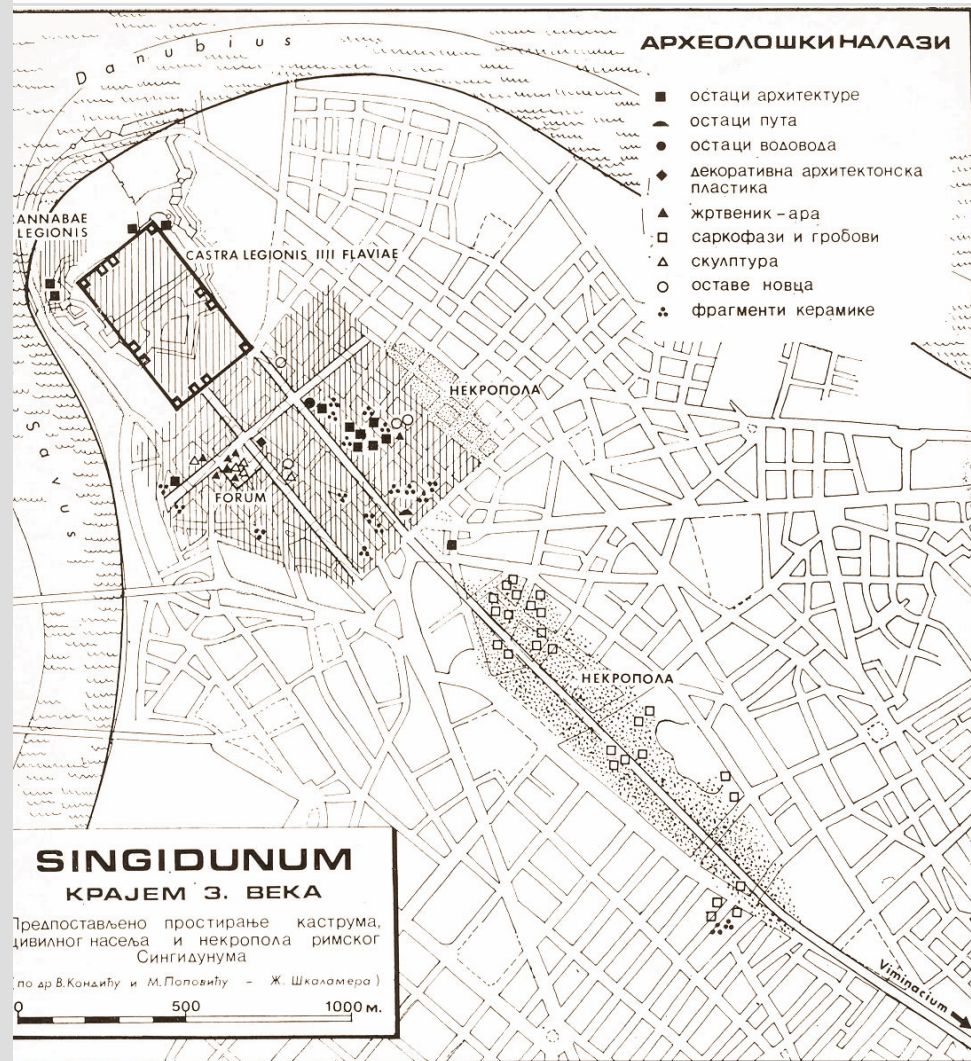 Danubius
АРХЕОЛОШКИ НАЛАЗИ
остаци архитектуре
остаци пута
остаци водовода
декоративна архитектонска
пластика
жртвеник – ара
саркофази и гробови
скулптура
оставе новца
фрагменти керамике
ANNABAE
LEGIONIS
CASTRA LEGIONIS IIII FLAVIAE
НЕКРОПОЛА
Savus
FORUM
НЕКРОПОЛА
SINGIDUNUM
КРАЈЕМ 3. ВЕКА
Предпостављено простирање каструма,
цивилног насеља и некропола римског
Сингидунума
(по др В. Кондићу и М. Поповићу – Ж. Шкаламера)
0 500 1000 м.
Viminacium